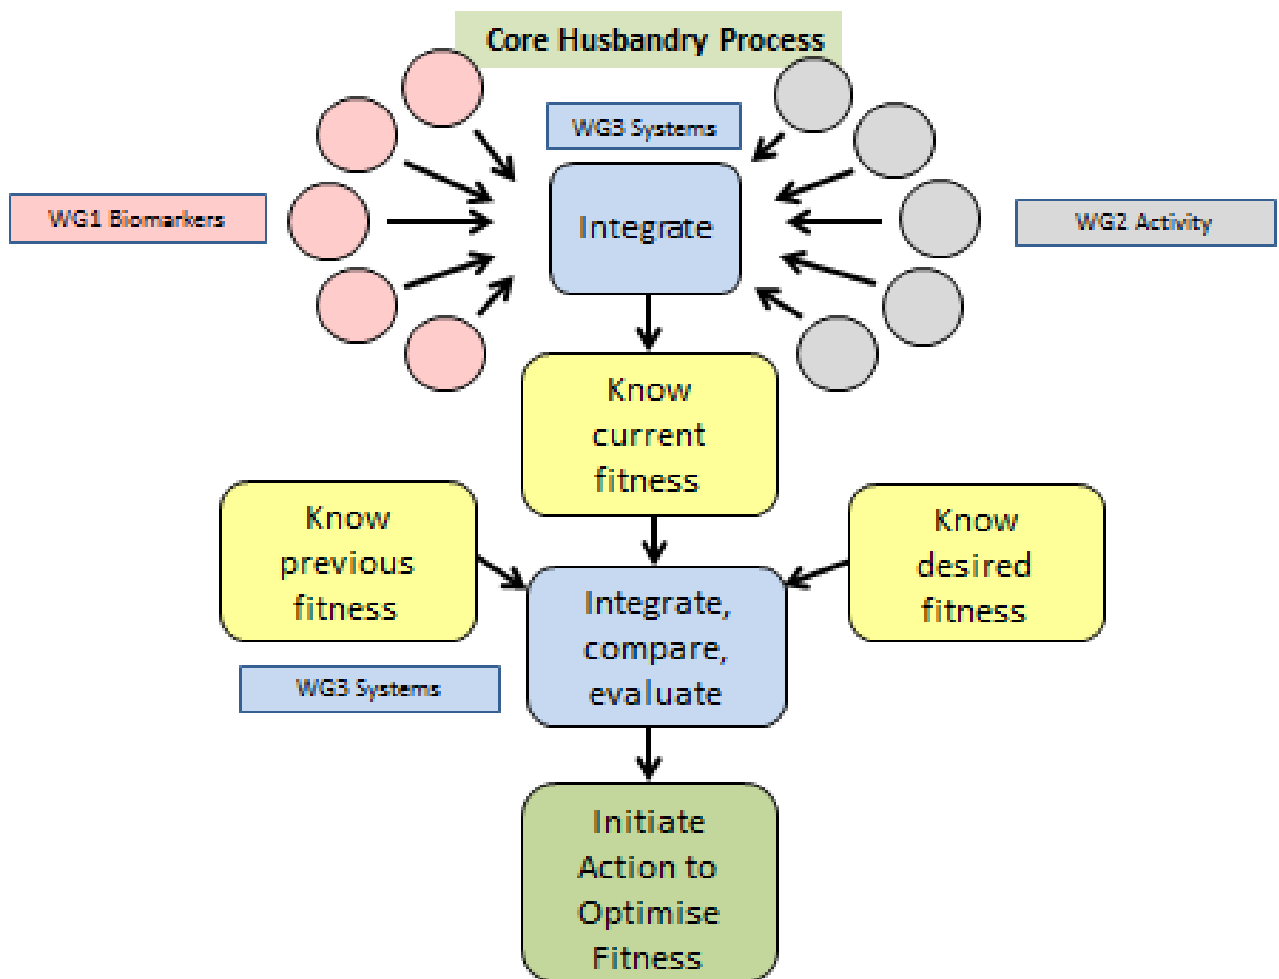 Core Husbandry Process
WG3 Systems
WG1 Biomarkers
Integrate
WG2 Activity
Know
current
fitness
Know
previous
fitness
Know
desired
fitness
Integrate,
compare,
evaluate
WG3 Systems
Initiate
Action to
Optimise
Fitness